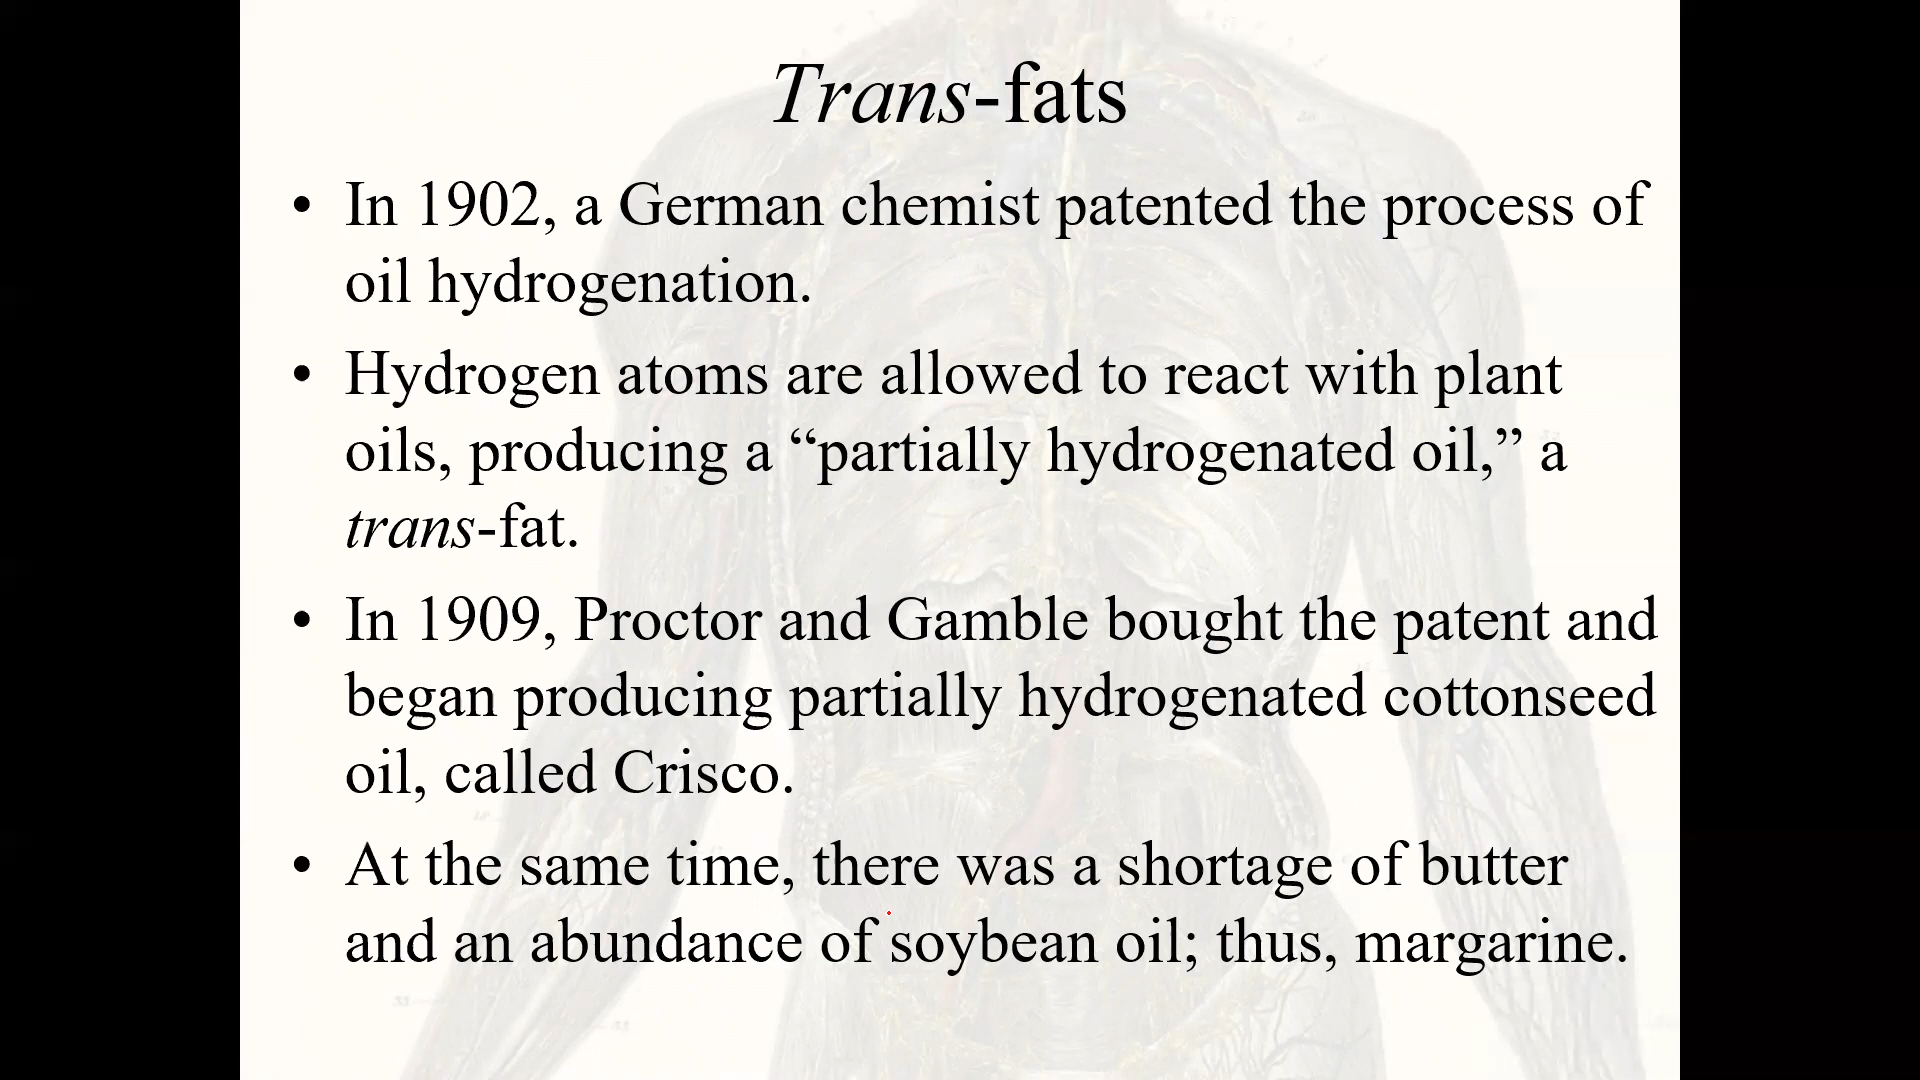 Trans-fats
• In 1902, a German chemist patented the process of
oil hydrogenation.
• Hydrogen atoms are allowed to react with plant
oils, producing a “partially hydrogenated oil,” a
trans-fat.
• In 1909, Proctor and Gamble bought the patent and
began producing partially hydrogenated cottonseed
oil, called Crisco.
• At the same time, there was a shortage of butter
and an abundance of soybean oil; thus, margarine.